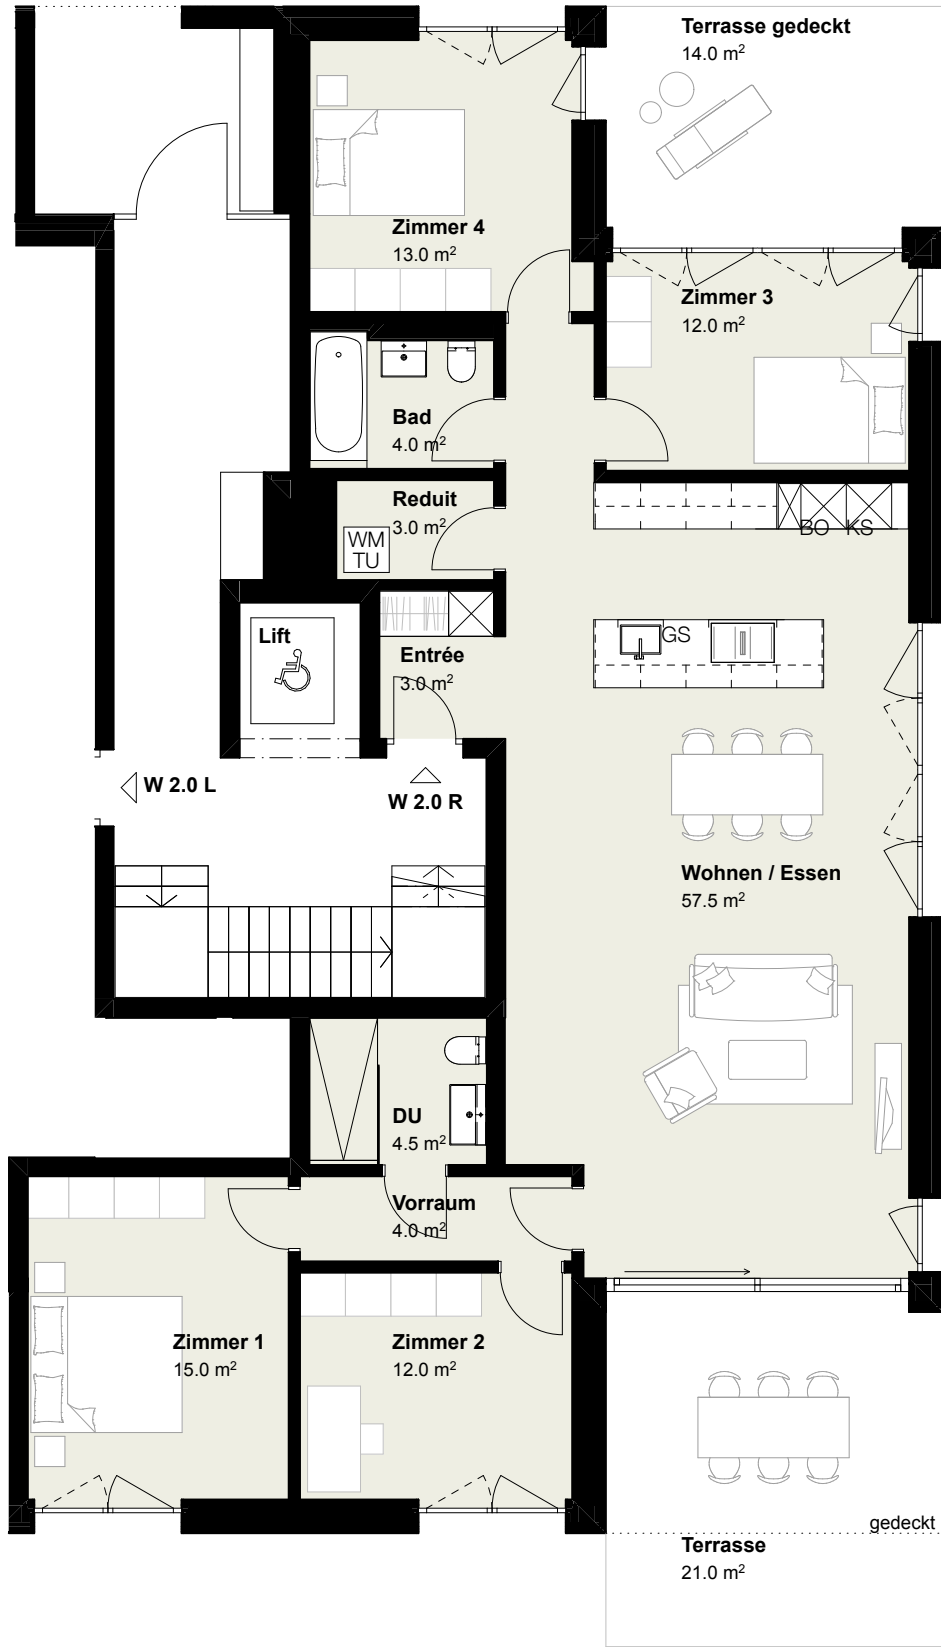 Terrasse gedeckt
14.0 m²
Zimmer 4
13.0 m²
Zimmer 3
12.0 m²
Bad
4.0 m²
Reduit
3.0 m²
WM
TU
BO KS
Lift
Entrée
3.0 m²
GS
W 2.0 L
W 2.0 R
Wohnen / Essen
57.5 m²
DU
4.5 m²
Vorraum
4.0 m²
Zimmer 1
15.0 m²
Zimmer 2
12.0 m²
gedeckt
Terrasse
21.0 m²